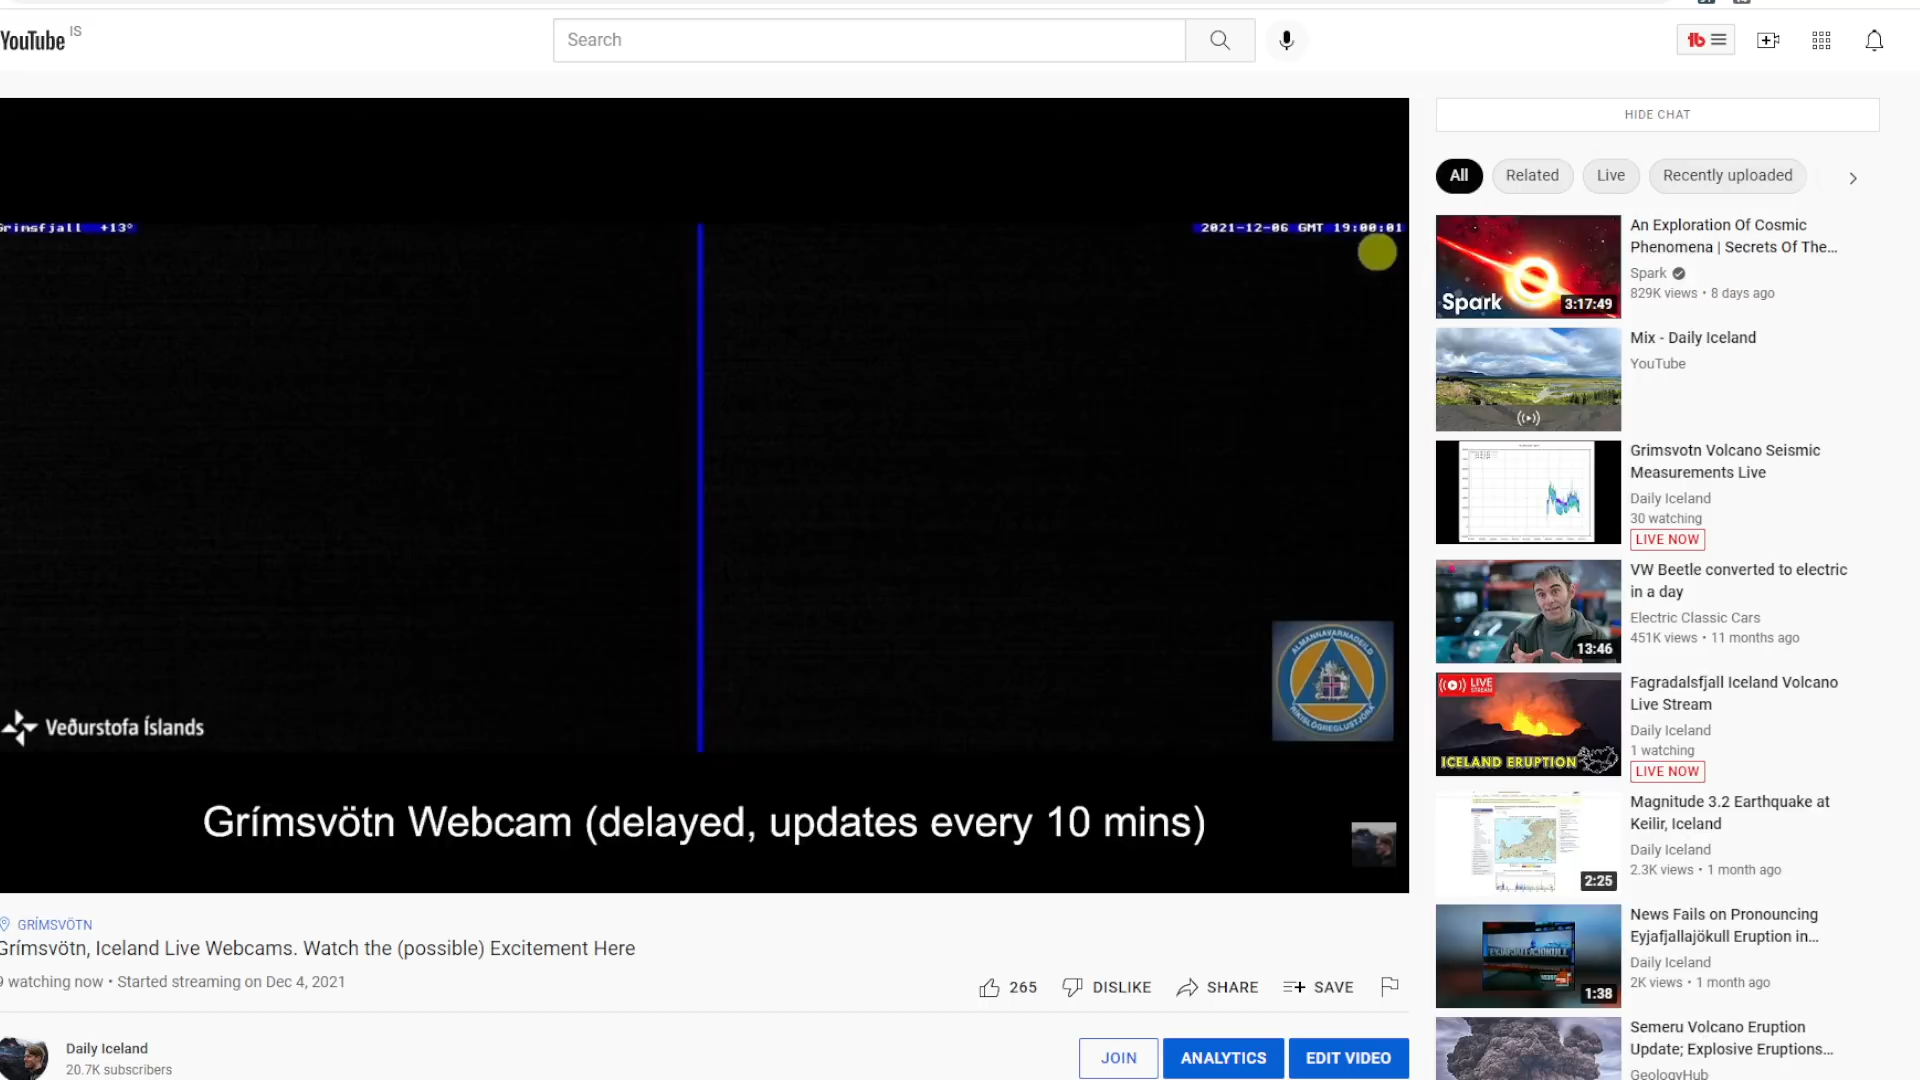 YouTube IS
Search
HIDE CHAT
All
Related
Live
Recently uploaded
Grimsfjall +13°
2021-12-06 GMT 19:00:01
ALMANNAVARNADEILD
RÍKISLÖGREGLUSTJÓRA
Veðurstofa Íslands
Grímsvötn Webcam (delayed, updates every 10 mins)
GRÍMSVÖTN
Grímsvötn, Iceland Live Webcams. Watch the (possible) Excitement Here
9 watching now • Started streaming on Dec 4, 2021
265
DISLIKE
SHARE
SAVE
Daily Iceland
20.7K subscribers
JOIN
ANALYTICS
EDIT VIDEO
Spark
3:17:49
An Exploration Of Cosmic
Phenomena | Secrets Of The...
Spark
829K views • 8 days ago
Mix - Daily Iceland
YouTube
Grimsvotn Volcano Seismic
Measurements Live
Daily Iceland
30 watching
LIVE NOW
13:46
VW Beetle converted to electric
in a day
Electric Classic Cars
451K views • 11 months ago
LIVE
STREAM
ICELAND ERUPTION
Fagradalsfjall Iceland Volcano
Live Stream
Daily Iceland
1 watching
LIVE NOW
2:25
Magnitude 3.2 Earthquake at
Keilir, Iceland
Daily Iceland
2.3K views • 1 month ago
EYJAFJALLAJOKULL
1:38
News Fails on Pronouncing
Eyjafjallajökull Eruption in...
Daily Iceland
2K views • 1 month ago
Semeru Volcano Eruption
Update; Explosive Eruptions...
GeologyHub